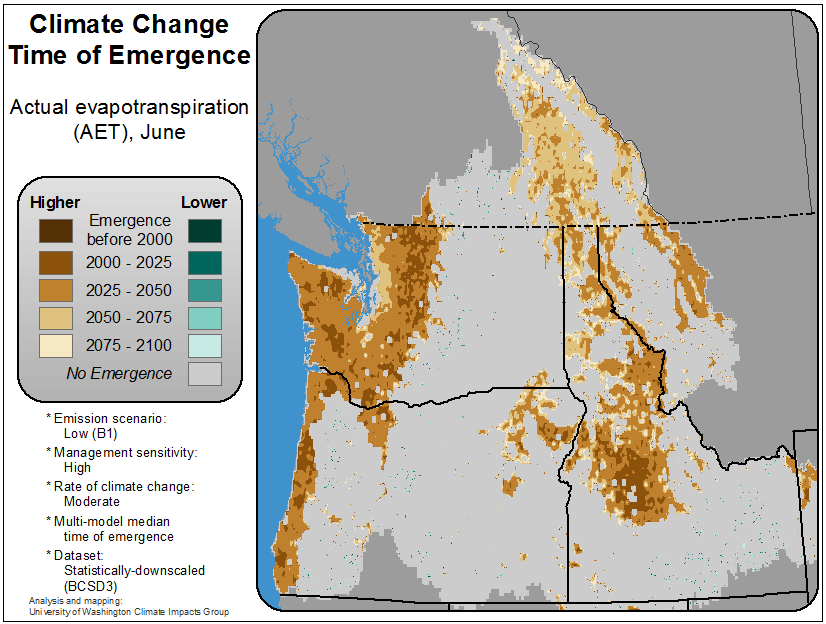 Climate Change
Time of Emergence
Actual evapotranspiration
(AET), June
Higher
Lower
Emergence
before 2000
2000 - 2025
2025 - 2050
2050 - 2075
2075 - 2100
No Emergence
* Emission scenario:
Low (B1)
* Management sensitivity:
High
* Rate of climate change:
Moderate
* Multi-model median
time of emergence
* Dataset:
Statistically-downscaled
(BCSD3)
Analysis and mapping:
University of Washington Climate Impacts Group